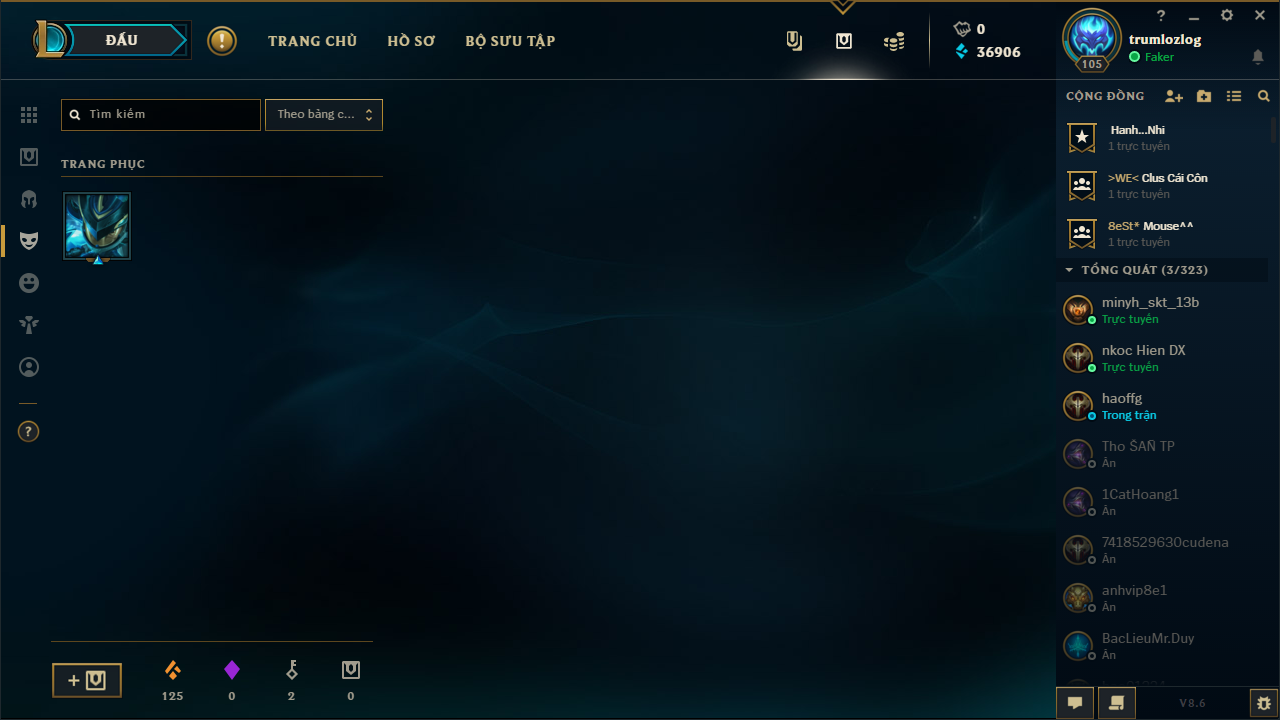 ĐẤU
TRANG CHỦ
HỒ SƠ
BỘ SƯU TẬP
0
36906
105
trumlozlog
Faker
Tìm kiếm
Theo bảng c...
TRANG PHỤC
125
0
2
0
CỘNG ĐỒNG
Hanh...Nhi
1 trực tuyến
>WE< Clus Cái Côn
1 trực tuyến
8eSt* Mouse^^
1 trực tuyến
TỔNG QUÁT (3/323)
minyh_skt_13b
Trực tuyến
nkoc Hien DX
Trực tuyến
haoffg
Trong trận
Tho ŠAÑ TP
Ẩn
1CatHoang1
Ẩn
7418529630cudena
Ẩn
anhvip8e1
Ẩn
BacLieuMr.Duy
Ẩn
V8.6